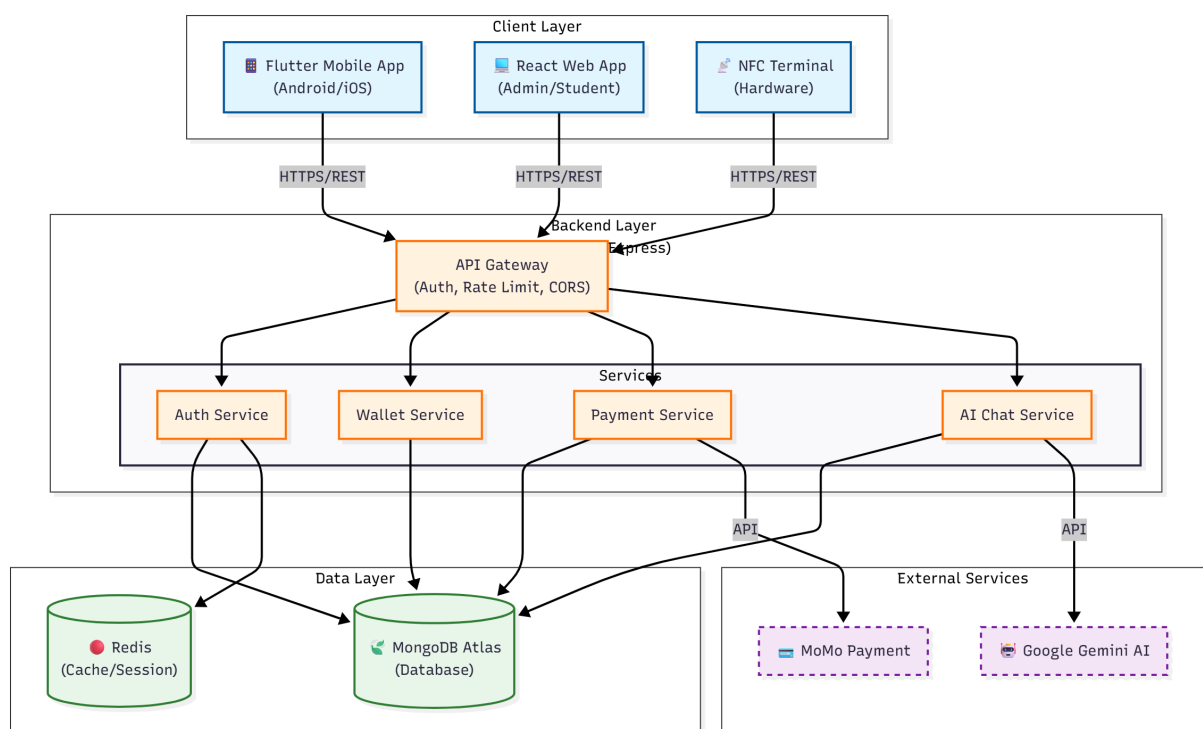 Client Layer
Flutter Mobile App
(Android/iOS)
React Web App
(Admin/Student)
NFC Terminal
(Hardware)
HTTPS/REST
HTTPS/REST
HTTPS/REST
Backend Layer
Express)
API Gateway
(Auth, Rate Limit, CORS)
Services
Auth Service
Wallet Service
Payment Service
AI Chat Service
API
API
Data Layer
External Services
Redis
(Cache/Session)
MongoDB Atlas
(Database)
MoMo Payment
Google Gemini AI